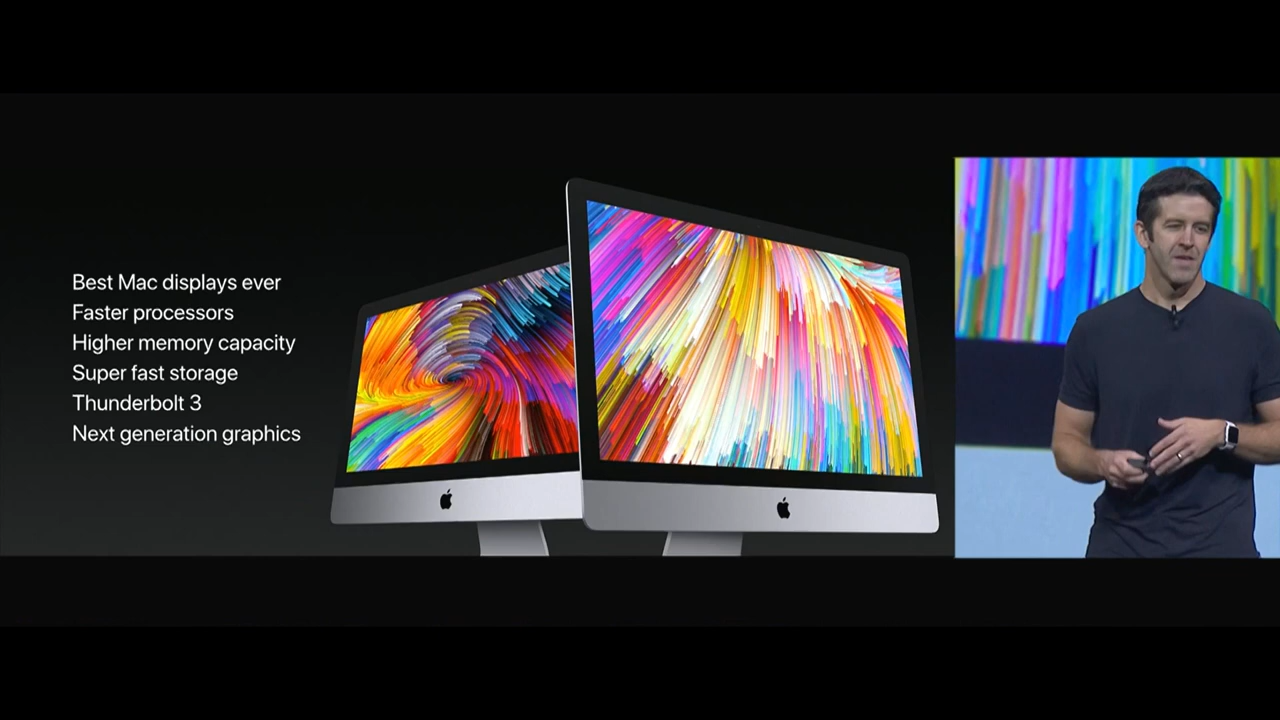 Best Mac displays ever
Faster processors
Higher memory capacity
Super fast storage
Thunderbolt 3
Next generation graphics